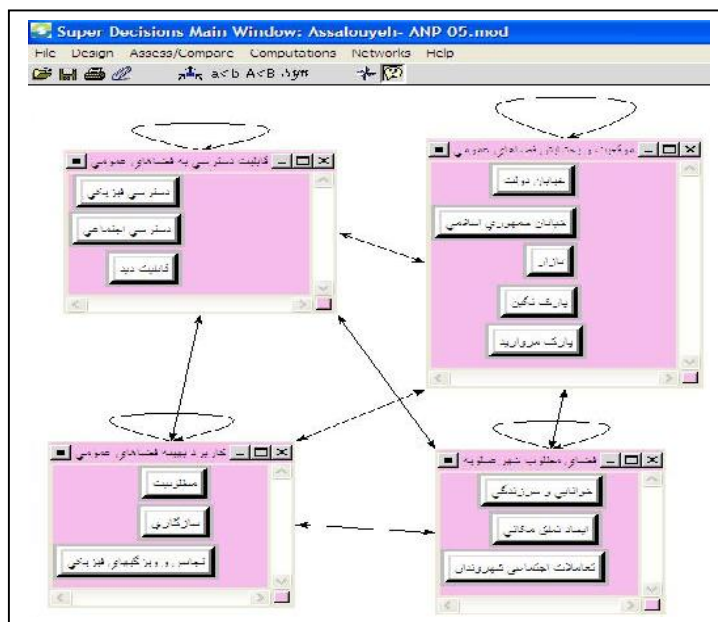 Super Decisions Main Window: Assalouyeh- ANP 05.mod
File Design Assess/Compare Computations Networks Help
a<b A<B
قابلیت دسترسی به فضاهای عمومی
دسترسی فیزیکی
دسترسی اجتماعی
قابلیت دید
موقعیت و فضاهای عمومی
خیابان دولت
خیابان جمهوری اسلامی
بازار
پارک نگین
پارک مروارید
کاربرد بهینه فضاهای عمومی
مطلوبیت
سازگاری
تجانس و ویژگیهای فیزیکی
فضای مطلوب شهر عسلویه
خوانایی و سرزندگی
ایجاد تعلق مکانی
تعاملات اجتماعی شهروندان